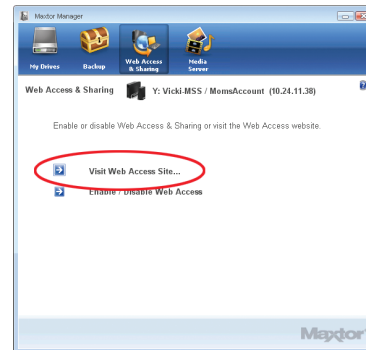 Maxtor Manager
My Drives
Backup
Web Access
& Sharing
Media
Server
Web Access & Sharing Y: Vicki-MSS / MomsAccount (10.24.11.38)
Enable or disable Web Access & Sharing or visit the Web Access website.
Visit Web Access Site...
Enable / Disable Web Access
Maxtor